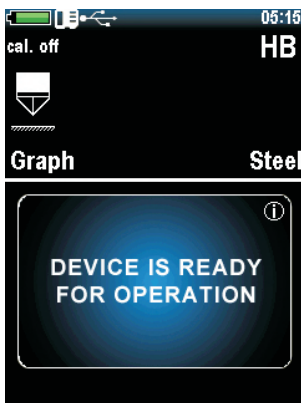 05:15
cal. off
HB
Graph
Steel
i
DEVICE IS READY
FOR OPERATION